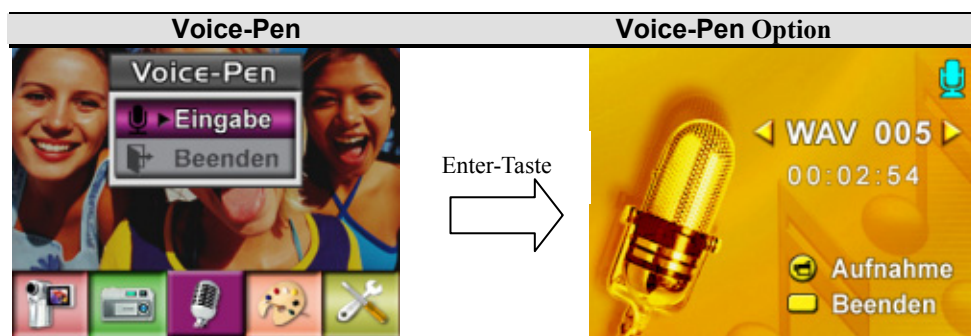 Voice-Pen
Voice-Pen Option
Voice-Pen
Eingabe
Beenden
Enter-Taste
WAV 005
00:02:54
Aufnahme
Beenden